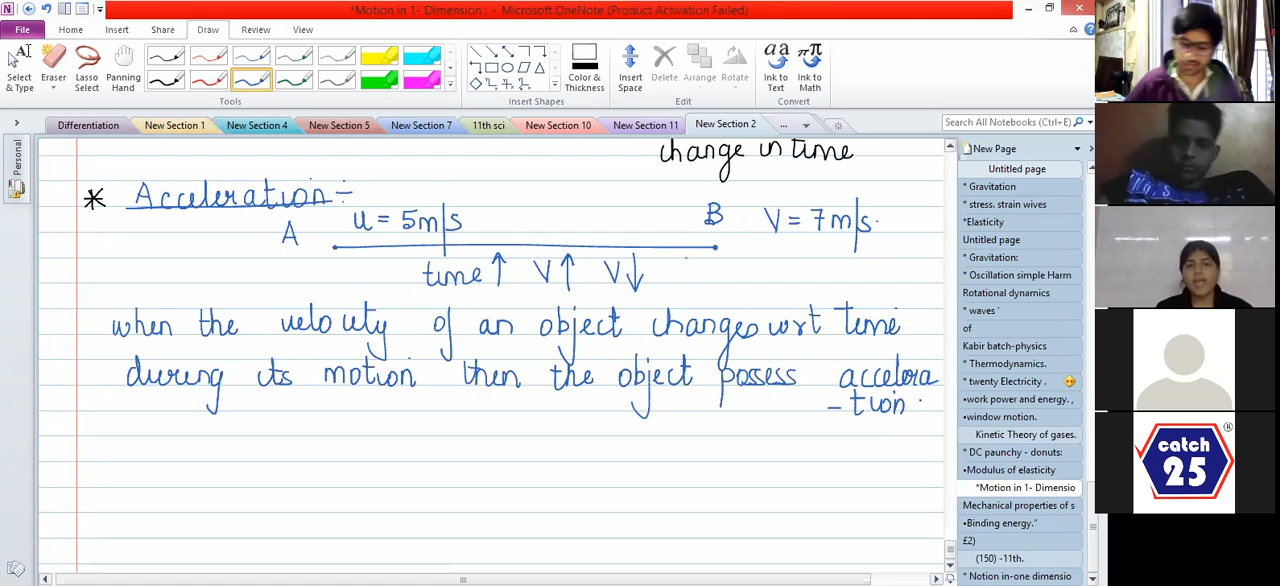 *Motion in 1- Dimension : - Microsoft OneNote (Product Activation Failed)
File Home Insert Share Draw Review View
Select & Type
Eraser
Lasso Select
Panning Hand
Color & Thickness
Insert Space
Delete
Arrange
Rotate
Ink to Text
Ink to Math
Tools
Insert Shapes
Edit
Convert
Differentiation New Section 1 New Section 4 New Section 5 New Section 7 11th sci New Section 10 New Section 11 New Section 2 ...
Search All Notebooks (Ctrl+E)
Personal
change in time
* Acceleration :-
A u = 5m/s B V = 7m/s.
time ↑ V ↑ V ↓
when the velocity of an object changes wrt time
during its motion then the object possess accelera
- tion.
New Page
Untitled page
* Gravitation
* stress. strain wives
*Elasticity
Untitled page
* Gravitation:
* Oscillation simple Harm
Rotational dynamics
* waves '
of
Kabir batch-physics
* Thermodynamics.
* twenty Electricity .
•work power and energy. ,
•window motion.
Kinetic Theory of gases.
* DC paunchy - donuts:
•Modulus of elasticity
*Motion in 1- Dimensio
Mechanical properties of s
•Binding energy."
£2)
(150) -11th.
* Notion in-one dimensio
catch
25
®